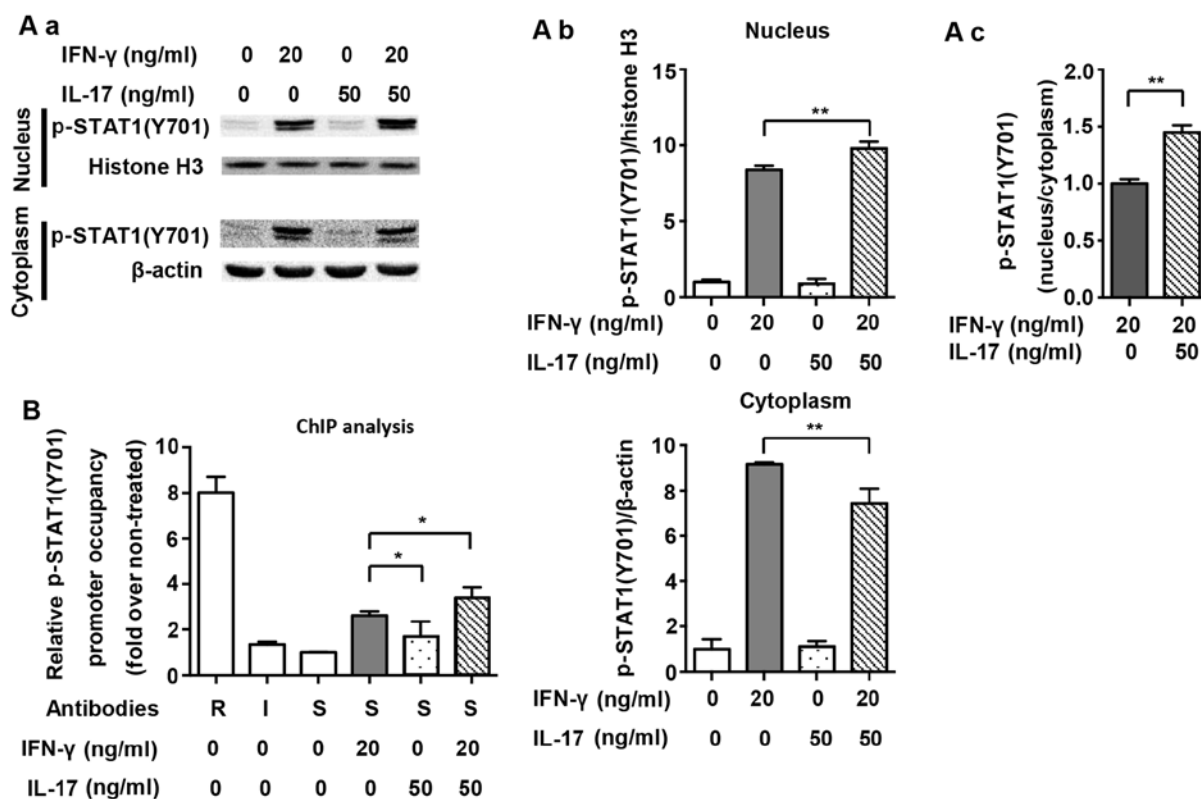 A a
IFN-γ (ng/ml) 0 20 0 20
IL-17 (ng/ml) 0 0 50 50
Nucleus
p-STAT1(Y701)
Histone H3
Cytoplasm
p-STAT1(Y701)
β-actin
A b
Nucleus
p-STAT1(Y701)/histone H3
15
10
5
0
IFN-γ (ng/ml) 0 20 0 20
IL-17 (ng/ml) 0 0 50 50
**
Cytoplasm
p-STAT1(Y701)/β-actin
10
8
6
4
2
0
**
IFN-γ (ng/ml) 0 20 0 20
IL-17 (ng/ml) 0 0 50 50
A c
p-STAT1(Y701)
(nucleus/cytoplasm)
2.0
1.5
1.0
0.5
0.0
**
IFN-γ (ng/ml) 20 20
IL-17 (ng/ml) 0 50
B
ChIP analysis
Relative p-STAT1(Y701)
promoter occupancy
(fold over non-treated)
10
8
6
4
2
0
*
*
Antibodies R I S S S S
IFN-γ (ng/ml) 0 0 0 20 0 20
IL-17 (ng/ml) 0 0 0 0 50 50